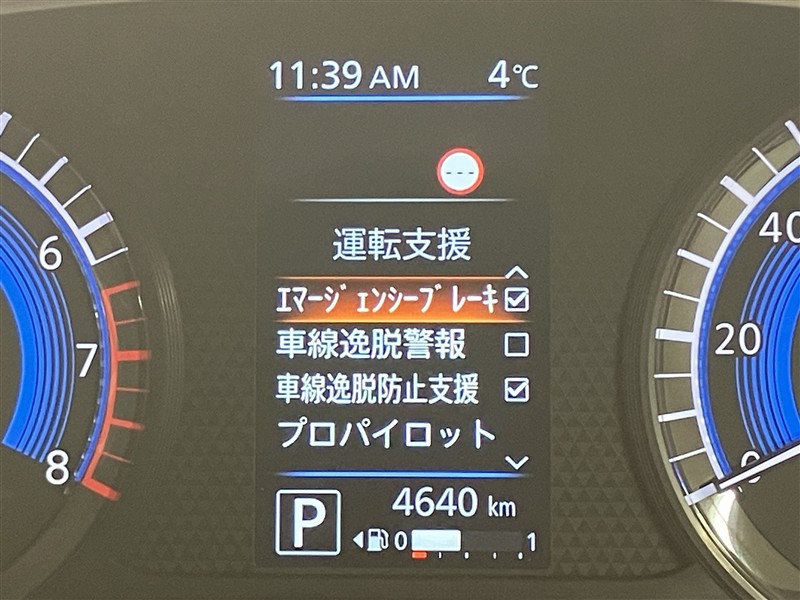 11:39 AM 4℃
---
運転支援
ｴﾏｰｼﾞｪﾝｼｰﾌﾞﾚｰｷ
車線逸脱警報
車線逸脱防止支援
プロパイロット
P 4640 km
0 1
6
7
8
40
20
0